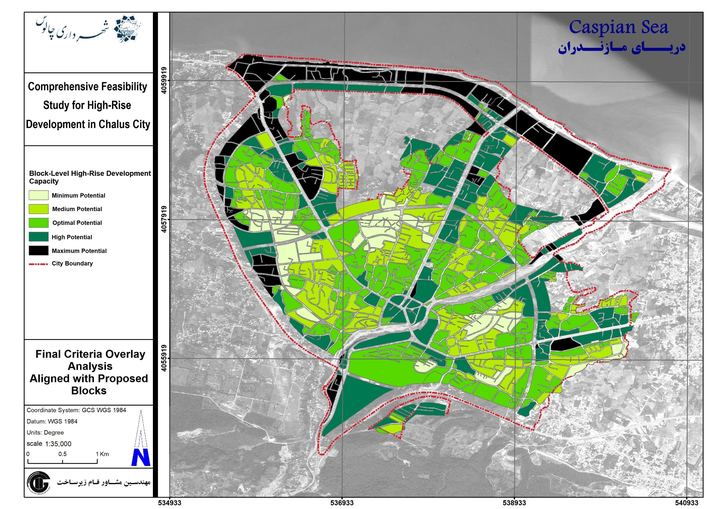 شهرداری چالوس
Comprehensive Feasibility
Study for High-Rise
Development in Chalus City
Block-Level High-Rise Development
Capacity
Minimum Potential
Medium Potential
Optimal Potential
High Potential
Maximum Potential
City Boundary
Final Criteria Overlay
Analysis
Aligned with Proposed
Blocks
Coordinate System: GCS WGS 1984
Datum: WGS 1984
Units: Degree
scale 1:35,000
0 0.5 1 Km
N
مهندسین مشاور فام زیرساخت
Caspian Sea
دریای مازندران
4059919
4057919
4055919
534933
536933
538933
540933